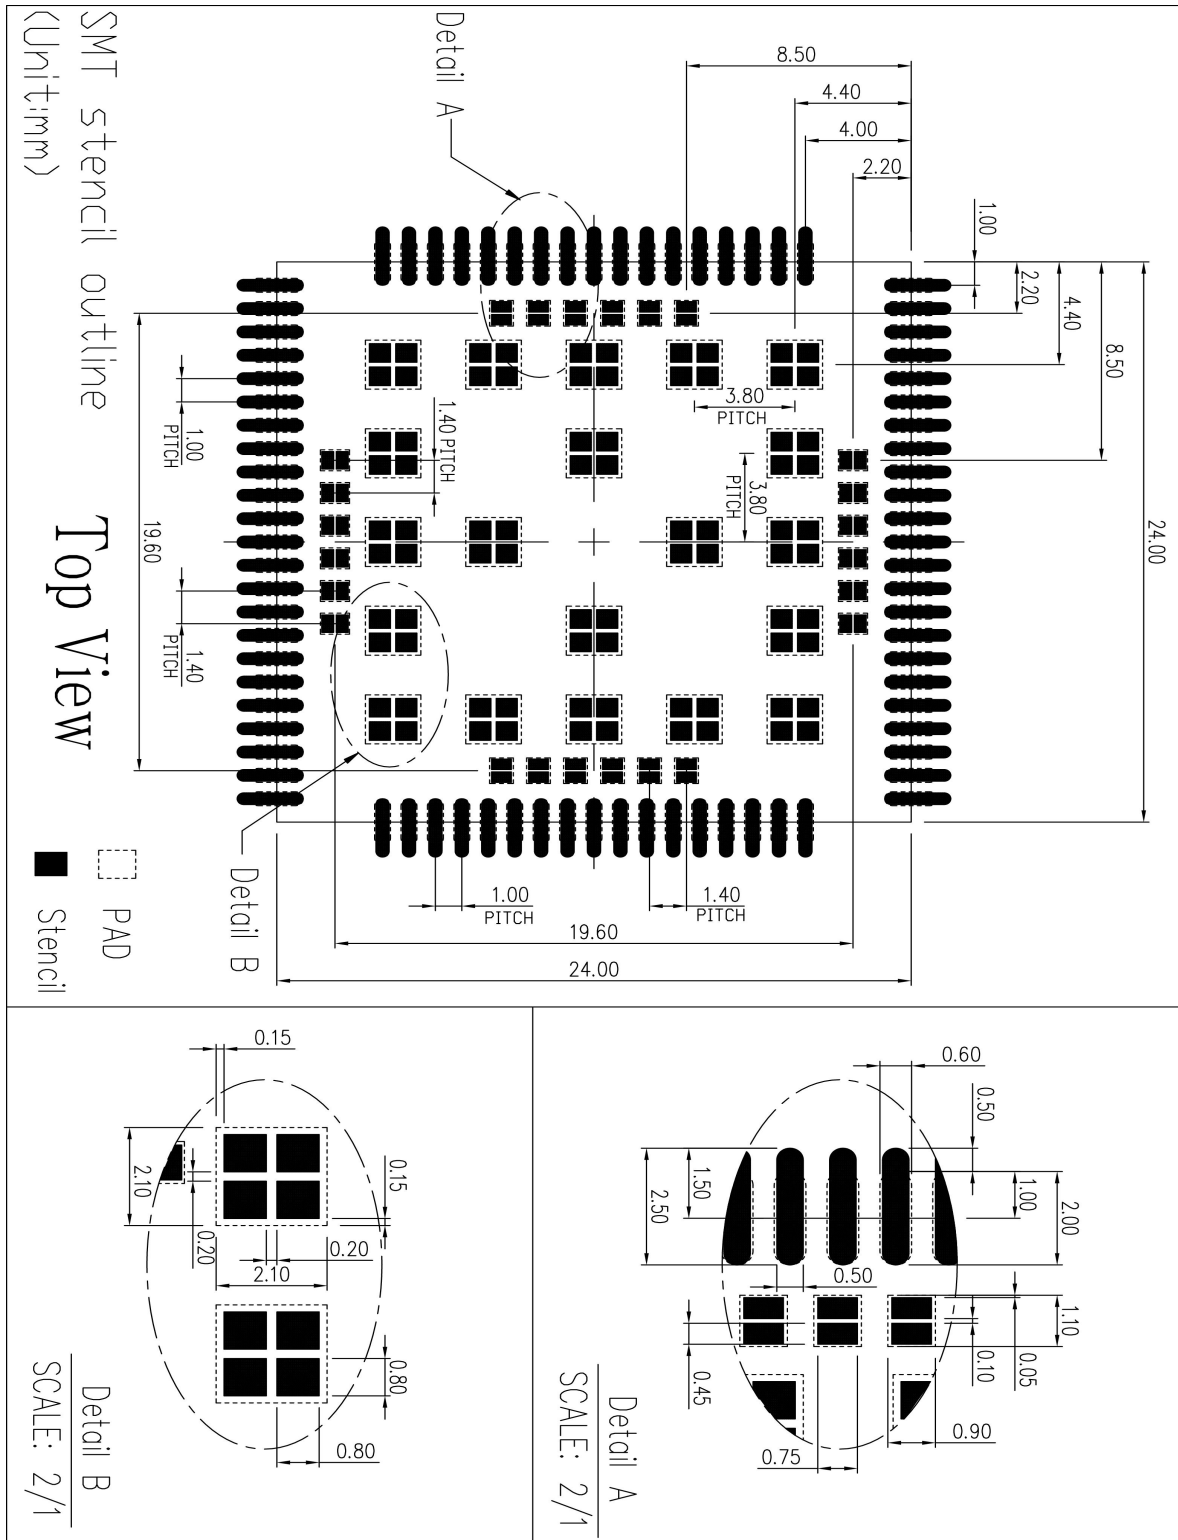 SMT stencil outline
(Unit:mm)
Top View
PAD
Stencil
Detail A
Detail B
8.50
4.40
4.00
2.20
1.00
2.20
4.40
8.50
24.00
3.80
PITCH
3.80
PITCH
1.40 PITCH
1.00
PITCH
19.60
1.40
PITCH
1.00
PITCH
1.40
PITCH
19.60
24.00
0.15
2.10
0.20
0.15
0.20
2.10
0.80
0.80
Detail B
SCALE: 2/1
0.60
0.50
1.50
2.50
1.00
2.00
0.50
1.10
0.05
0.10
0.45
0.90
0.75
Detail A
SCALE: 2/1